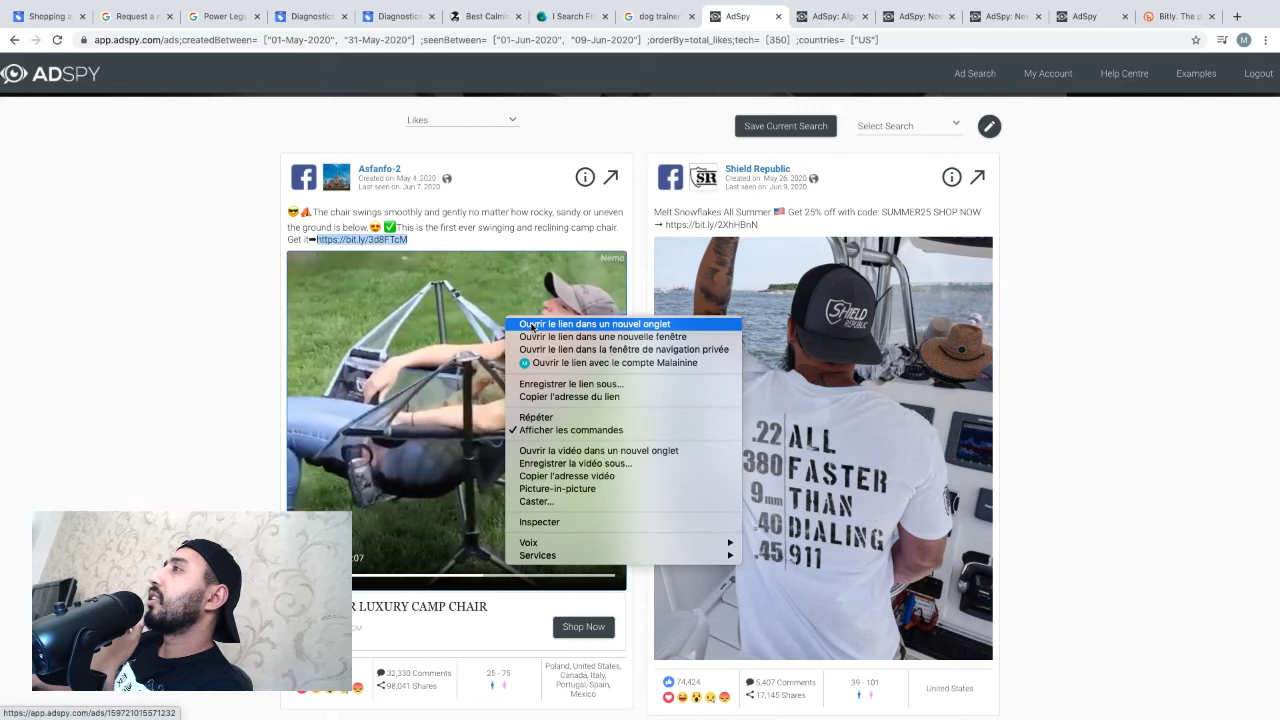 Shopping a
Request a r
Power Legs
Diagnostic
Diagnostics
Best Calmi
I Search Fr
dog trainer
AdSpy
AdSpy: Alg
AdSpy: Nos
AdSpy: Nev
AdSpy
Bitly. The p
app.adspy.com/ads;createdBetween= ["01-May-2020", "31-May-2020"] ;seenBetween= ["01-Jun-2020", "09-Jun-2020"] ;orderBy=total_likes;tech= [350] ;countries= ["US"]
M
ADSPY
Ad Search
My Account
Help Centre
Examples
Logout
Likes
Save Current Search
Select Search
Asfanfo-2
Created on: May 4, 2020
Last seen on: Jun 7, 2020
😎⛺The chair swings smoothly and gently no matter how rocky, sandy or uneven
the ground is below.😍 ✅This is the first ever swinging and reclining camp chair.
Get it➡https://bit.ly/3d8FTcM
Nemo
:07
R LUXURY CAMP CHAIR
Shop Now
32,330 Comments
98,041 Shares
25 - 75
Poland, United States,
Canada, Italy,
Portugal, Spain,
Mexico
Ouvrir le lien dans un nouvel onglet
Ouvrir le lien dans une nouvelle fenêtre
Ouvrir le lien dans la fenêtre de navigation privée
M Ouvrir le lien avec le compte Malainine
Enregistrer le lien sous...
Copier l'adresse du lien
Répéter
✓ Afficher les commandes
Ouvrir la vidéo dans un nouvel onglet
Enregistrer la vidéo sous...
Copier l'adresse vidéo
Picture-in-picture
Caster...
Inspecter
Voix
Services
SR
Shield Republic
Created on: May 26, 2020
Last seen on: Jun 9, 2020
Melt Snowflakes All Summer 🇺🇸 Get 25% off with code: SUMMER25 SHOP NOW
→ https://bit.ly/2XhHBnN
SHIELD
REPUBLIC
.22 ALL
380 FASTER
9mm THAN
.40 DIALING
.45 911
74,424
5,407 Comments
17,145 Shares
39 - 101
United States
https://app.adspy.com/ads/159721015571232